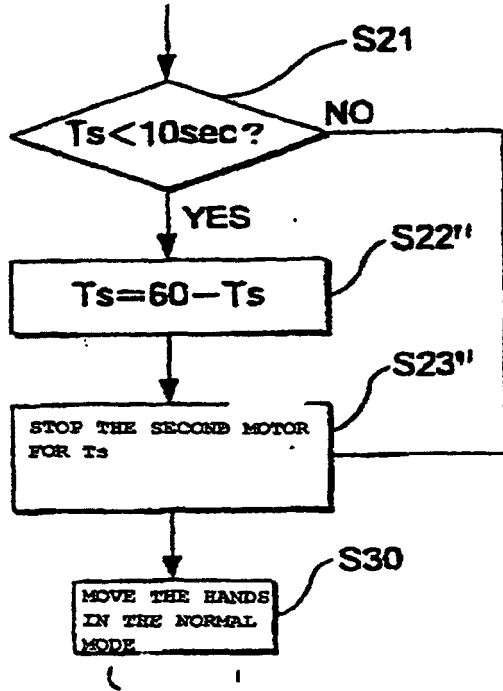 S21
Ts<10sec?
NO
YES
S22"
Ts=60-Ts
S23"
STOP THE SECOND MOTOR
FOR Ts
S30
MOVE THE HANDS
IN THE NORMAL
MODE